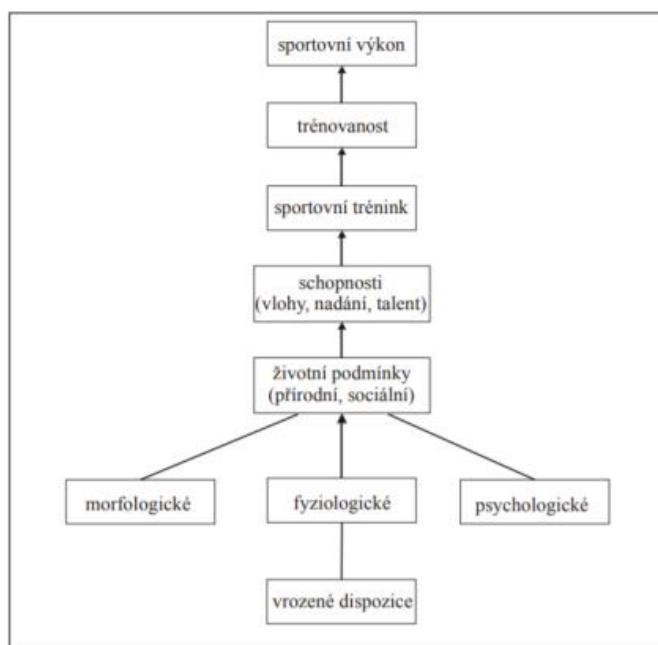 sportovní výkon
trénovanost
sportovní trénink
schopnosti
(vlohy, nadání, talent)
životní podmínky
(přírodní, sociální)
morfologické
fyziologické
psychologické
vrozené dispozice